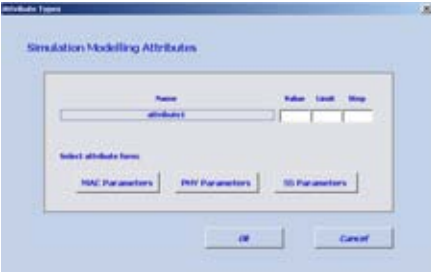 Attribute Types
Simulation Modelling Attributes
Name Value Limit Step
attribute1
Select attribute form:
MAC Parameters PHY Parameters SS Parameters
OK Cancel